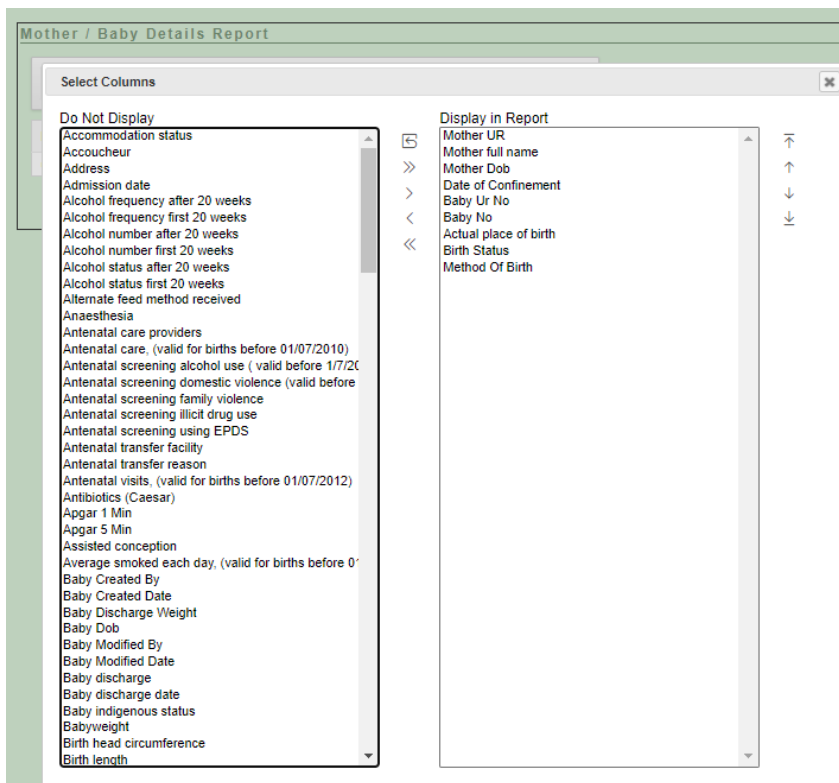 Mother / Baby Details Report
Select Columns
Do Not Display
Accommodation status
Accoucheur
Address
Admission date
Alcohol frequency after 20 weeks
Alcohol frequency first 20 weeks
Alcohol number after 20 weeks
Alcohol number first 20 weeks
Alcohol status after 20 weeks
Alcohol status first 20 weeks
Alternate feed method received
Anaesthesia
Antenatal care providers
Antenatal care, (valid for births before 01/07/2010)
Antenatal screening alcohol use ( valid before 1/7/20
Antenatal screening domestic violence (valid before
Antenatal screening family violence
Antenatal screening illicit drug use
Antenatal screening using EPDS
Antenatal transfer facility
Antenatal transfer reason
Antenatal visits, (valid for births before 01/07/2012)
Antibiotics (Caesar)
Apgar 1 Min
Apgar 5 Min
Assisted conception
Average smoked each day, (valid for births before 0
Baby Created By
Baby Created Date
Baby Discharge Weight
Baby Dob
Baby Modified By
Baby Modified Date
Baby discharge
Baby discharge date
Baby indigenous status
Babyweight
Birth head circumference
Birth length
Display in Report
Mother UR
Mother full name
Mother Dob
Date of Confinement
Baby Ur No
Baby No
Actual place of birth
Birth Status
Method Of Birth